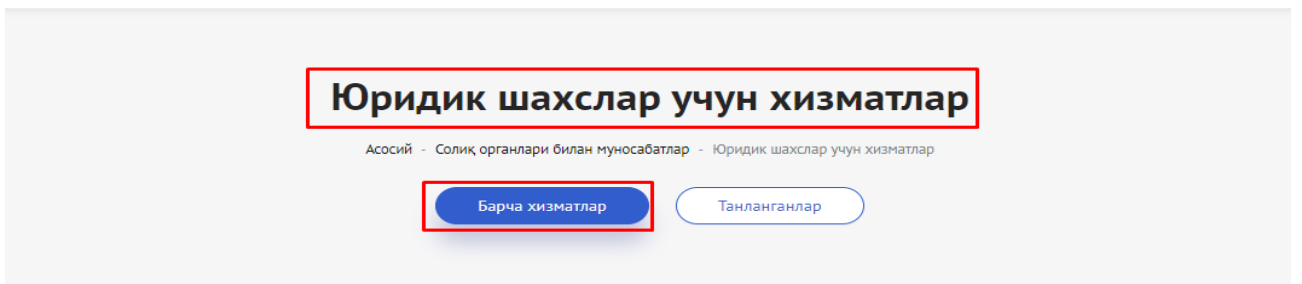 Юридик шахслар учун хизматлар
Асосий - Солиқ органлари билан муносабатлар - Юридик шахслар учун хизматлар
Барча хизматлар Танланганлар